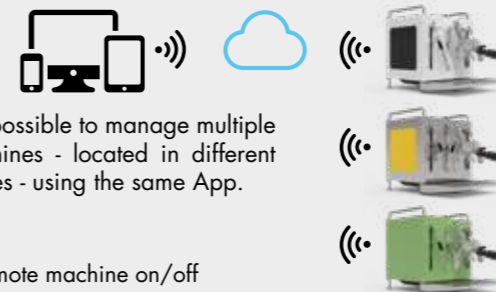 possible to manage multiple
hines - located in different
es - using the same App.
mote machine on/off